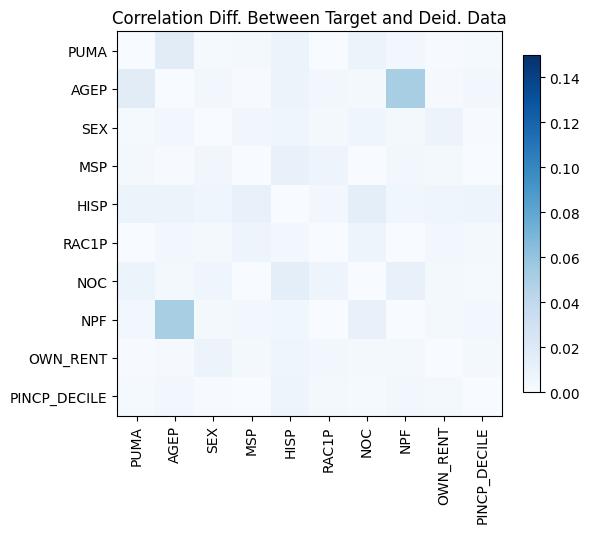 Correlation Diff. Between Target and Deid. Data
PUMA
AGEP
SEX
MSP
HISP
RAC1P
NOC
NPF
OWN_RENT
PINCP_DECILE
PUMA
AGEP
SEX
MSP
HISP
RAC1P
NOC
NPF
OWN_RENT
PINCP_DECILE
0.14
0.12
0.10
0.08
0.06
0.04
0.02
0.00